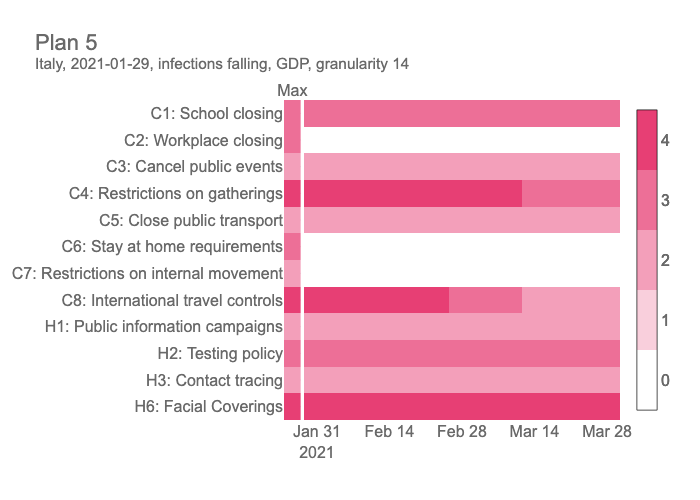 Plan 5
Italy, 2021-01-29, infections falling, GDP, granularity 14
Max
C1: School closing
C2: Workplace closing
C3: Cancel public events
C4: Restrictions on gatherings
C5: Close public transport
C6: Stay at home requirements
C7: Restrictions on internal movement
C8: International travel controls
H1: Public information campaigns
H2: Testing policy
H3: Contact tracing
H6: Facial Coverings
4
3
2
1
0
Jan 31 Feb 14 Feb 28 Mar 14 Mar 28
2021